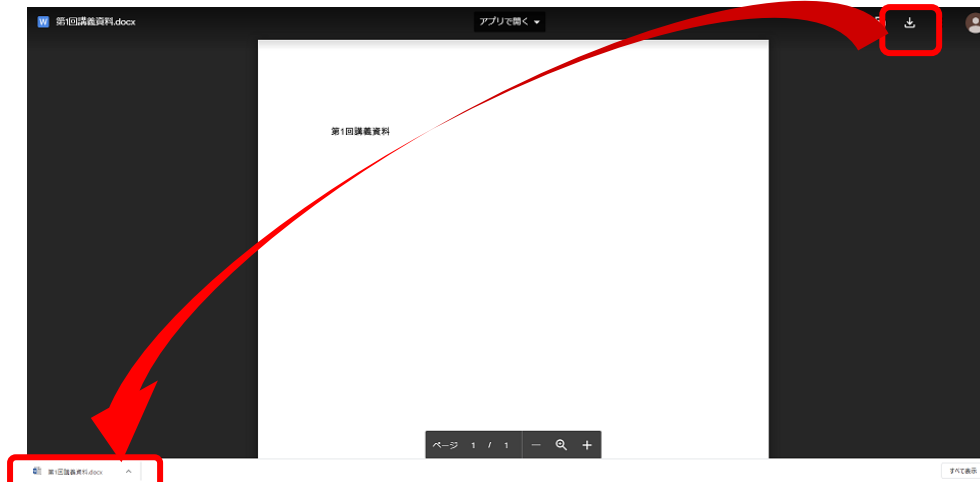 W 第1回講義資料.docx
アプリで開く
第1回講義資料
ページ 1 / 1
第1回講義資料.docx
すべて表示